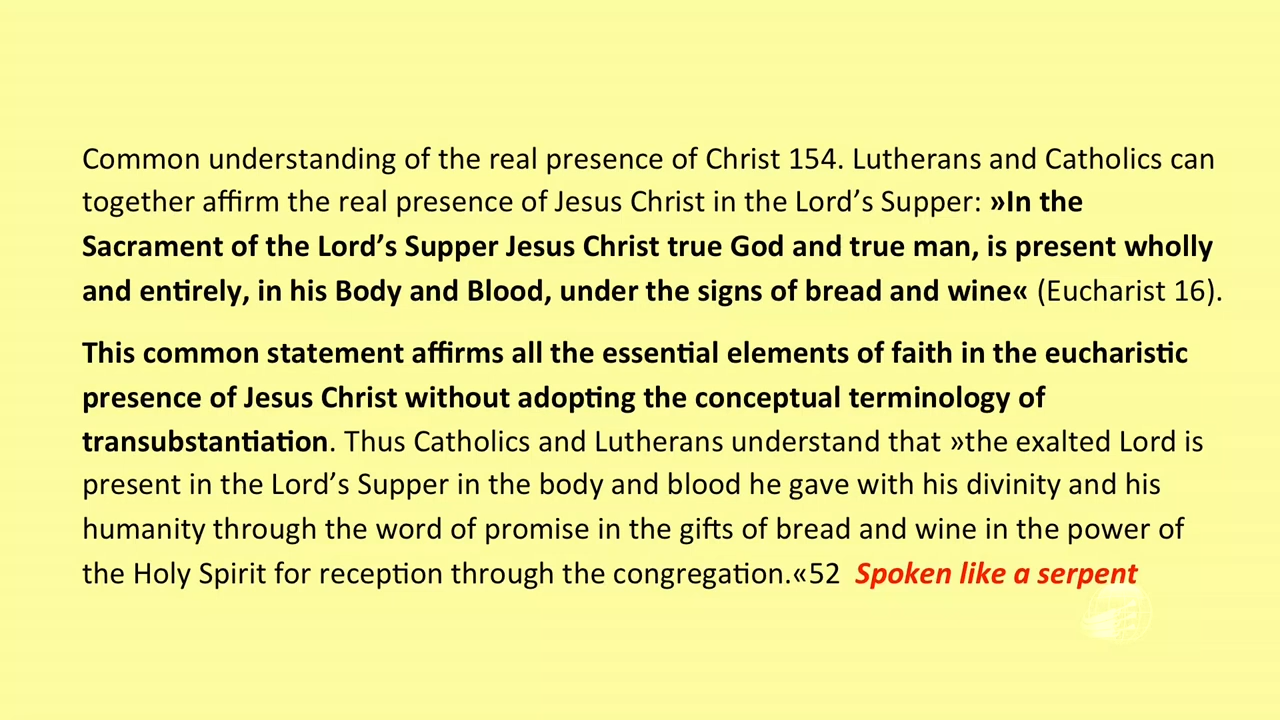 Common understanding of the real presence of Christ 154. Lutherans and Catholics can
together affirm the real presence of Jesus Christ in the Lord’s Supper: »In the
Sacrament of the Lord’s Supper Jesus Christ true God and true man, is present wholly
and entirely, in his Body and Blood, under the signs of bread and wine« (Eucharist 16).
This common statement affirms all the essential elements of faith in the eucharistic
presence of Jesus Christ without adopting the conceptual terminology of
transubstantiation. Thus Catholics and Lutherans understand that »the exalted Lord is
present in the Lord’s Supper in the body and blood he gave with his divinity and his
humanity through the word of promise in the gifts of bread and wine in the power of
the Holy Spirit for reception through the congregation.«52 Spoken like a serpent